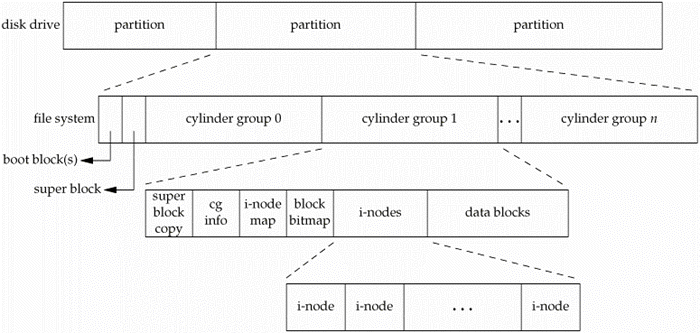 disk drive partition partition partition
file system cylinder group 0 cylinder group 1 ... cylinder group n
boot block(s)
super block
super block copy cg info i-node map block bitmap i-nodes data blocks
i-node i-node ... i-node